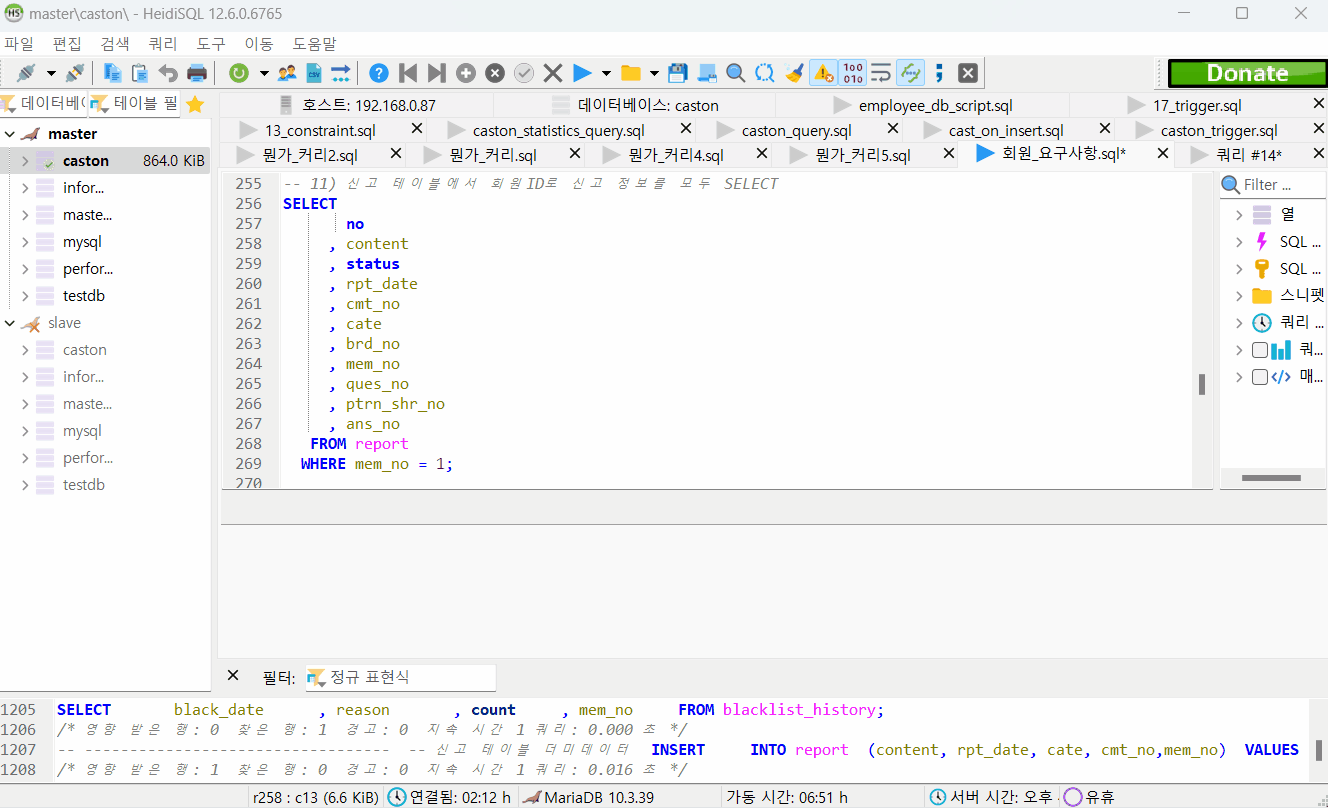 HS master\caston\ - HeidiSQL 12.6.0.6765
파일 편집 검색 쿼리 도구 이동 도움말
Donate
데이터베( 테이블 필
호스트: 192.168.0.87 데이터베이스: caston employee_db_script.sql 17_trigger.sql
13_constraint.sql caston_statistics_query.sql caston_query.sql cast_on_insert.sql caston_trigger.sql
뭔가_커리2.sql 뭔가_커리.sql 뭔가_커리4.sql 뭔가_커리5.sql 회원_요구사항.sql* 쿼리 #14*
master
caston 864.0 KiB
infor...
maste...
mysql
perfor...
testdb
slave
caston
infor...
maste...
mysql
perfor...
testdb
255 -- 11) 신고 테이블에서 회원ID로 신고 정보를 모두 SELECT
256 SELECT
257 no
258 , content
259 , status
260 , rpt_date
261 , cmt_no
262 , cate
263 , brd_no
264 , mem_no
265 , ques_no
266 , ptrn_shr_no
267 , ans_no
268 FROM report
269 WHERE mem_no = 1;
270
Filter ...
열
SQL ...
SQL ...
스니펫
쿼리 ...
쿼...
매...
필터: 정규 표현식
1205 SELECT black_date , reason , count , mem_no FROM blacklist_history;
1206 /* 영향 받은 행: 0 찾은 행: 1 경고: 0 지속 시간 1 쿼리: 0.000 초 */
1207 -- ---------------------------------- -- 신고 테이블 더미데이터 INSERT INTO report (content, rpt_date, cate, cmt_no,mem_no) VALUES
1208 /* 영향 받은 행: 1 찾은 행: 0 경고: 0 지속 시간 1 쿼리: 0.016 초 */
r258 : c13 (6.6 KiB) 연결됨: 02:12 h MariaDB 10.3.39 가동 시간: 06:51 h 서버 시간: 오후 유휴